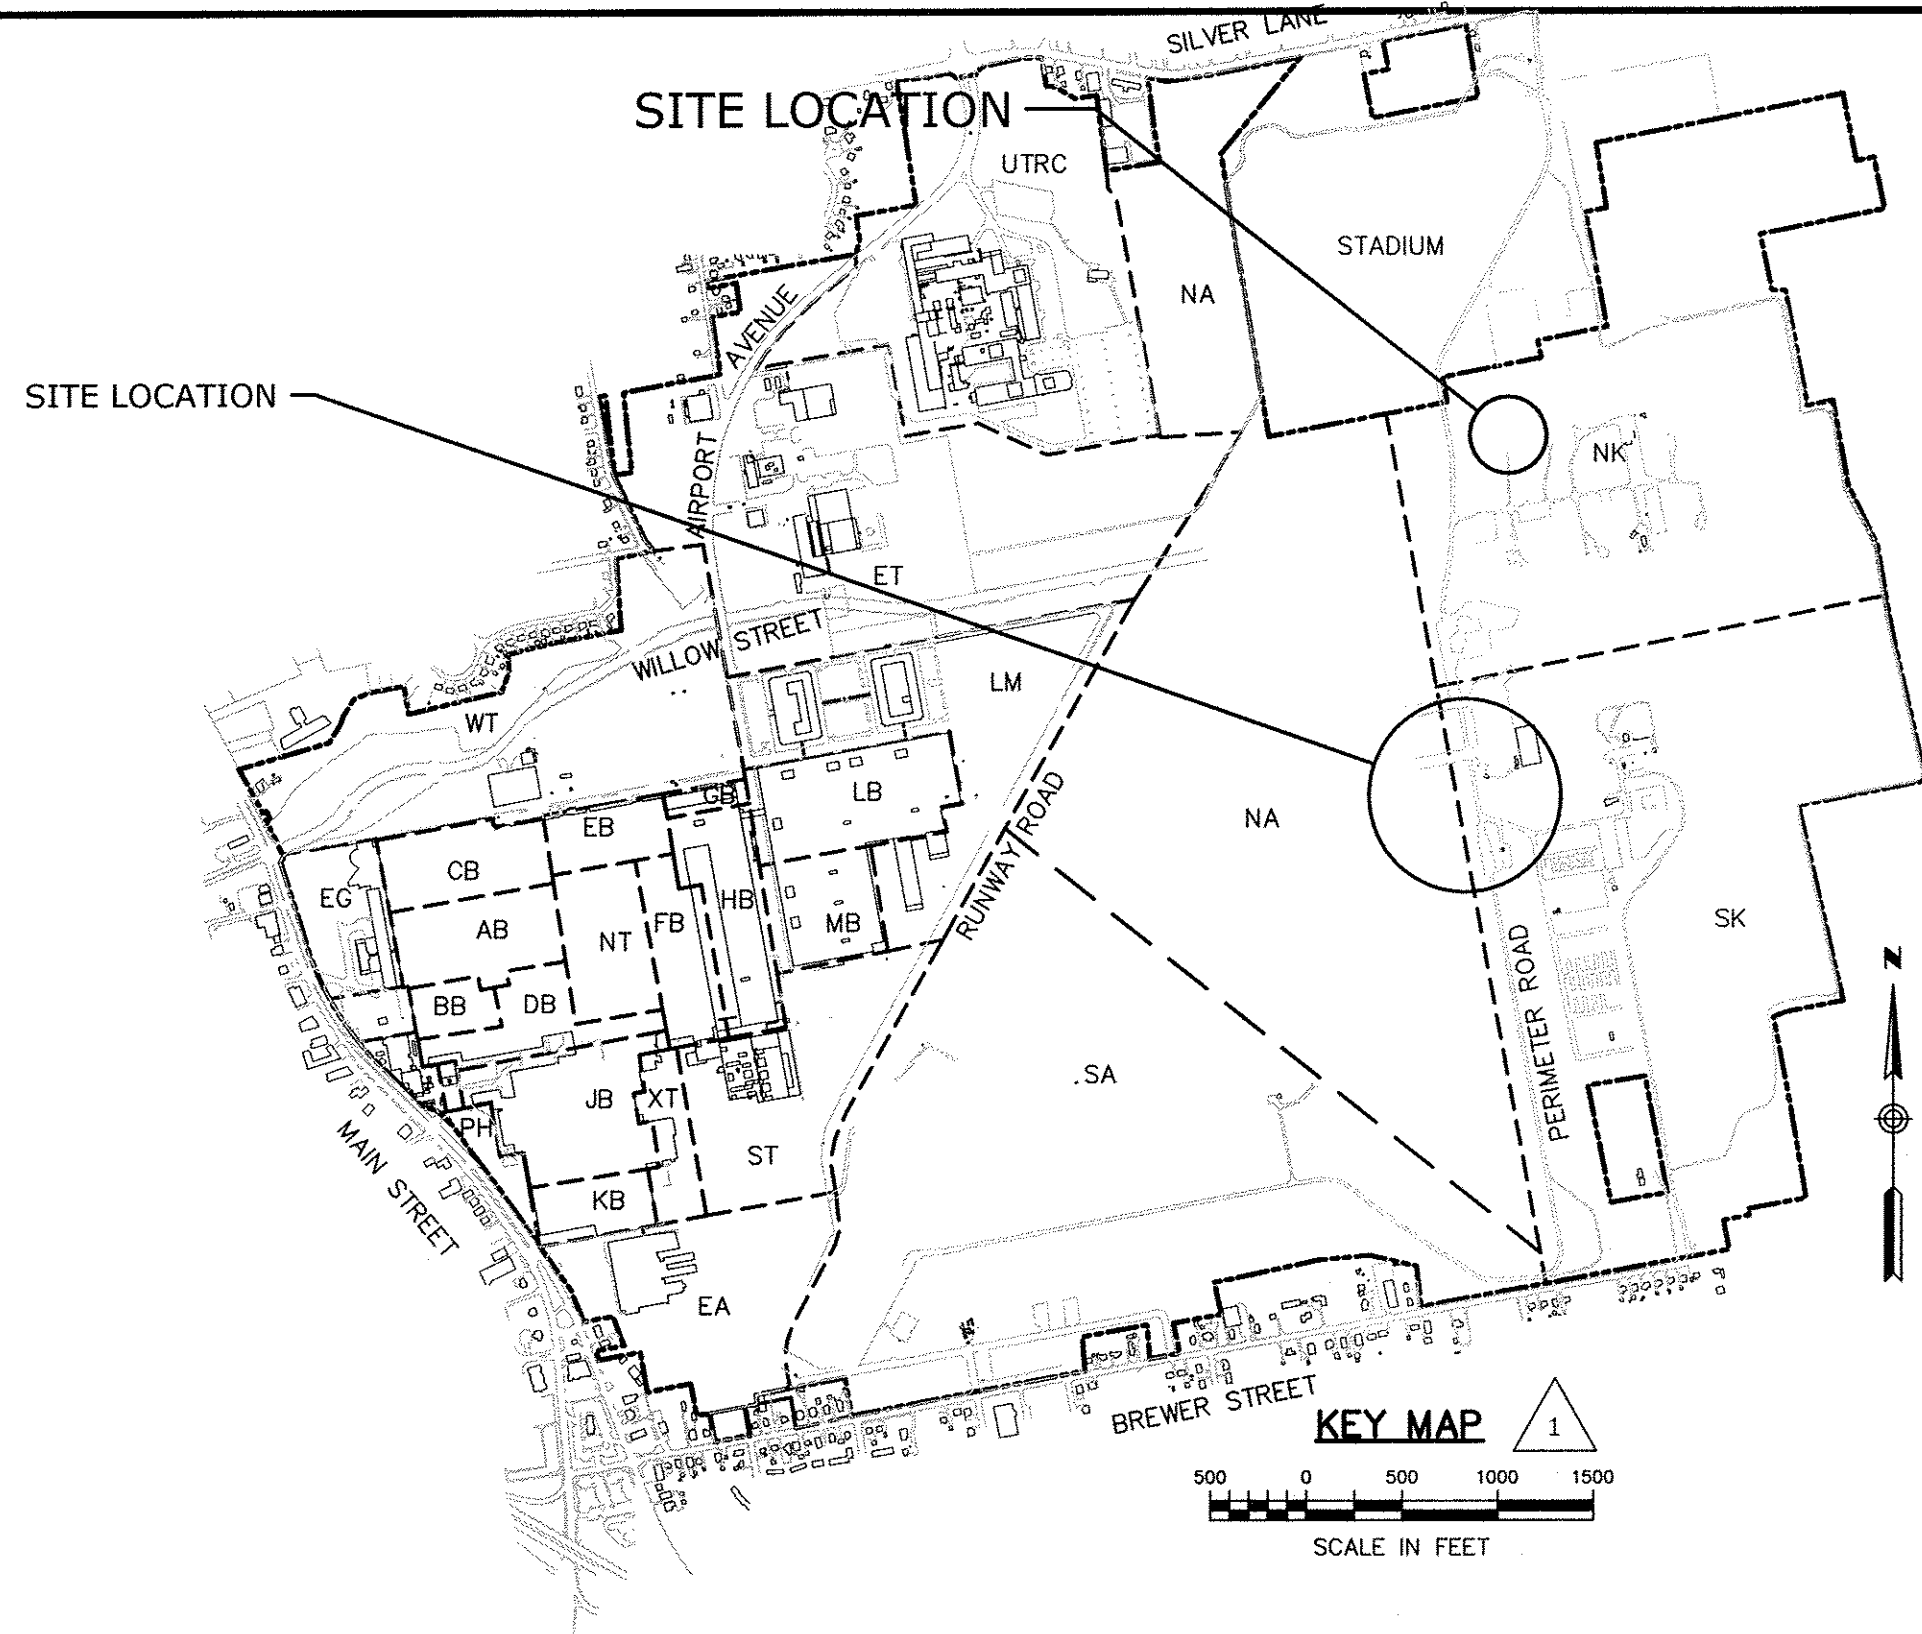 SILVER LANE
SITE LOCATION
UTRC
STADIUM
NA
AVENUE
SITE LOCATION
AIRPORT
NK
ET
WILLOW STREET
LM
WT
LB
GB
EB
NA
RUNWAY ROAD
CB
EG
HB
AB
NT
FB
MB
SK
PERIMETER ROAD
N
BB
DB
SA
JB
XT
PH
MAIN STREET
ST
KB
EA
BREWER STREET
KEY MAP
1
500 0 500 1000 1500
SCALE IN FEET